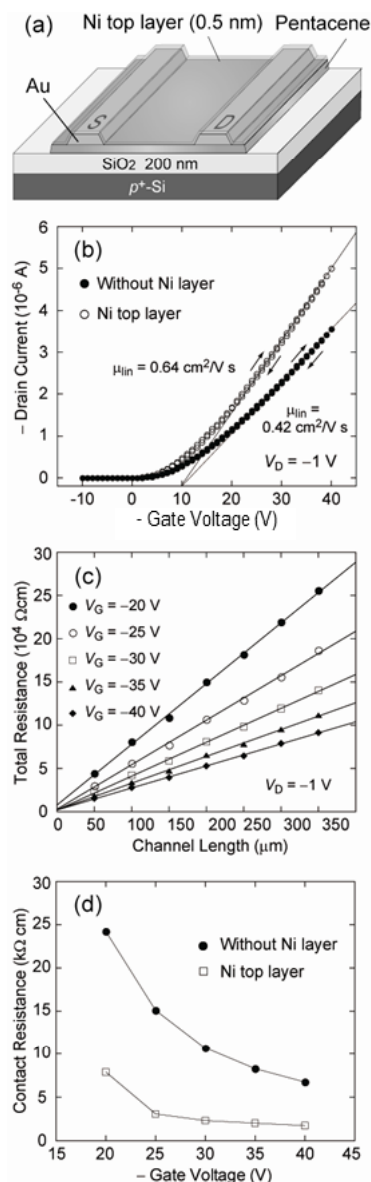 (a)
Ni top layer (0.5 nm)
Pentacene
Au
S
D
SiO2 200 nm
p+-Si
(b)
− Drain Current (10-6 A)
6
5
4
3
2
1
0
● Without Ni layer
○ Ni top layer
μlin = 0.64 cm2/V s
μlin =
0.42 cm2/V s
VD = −1 V
-10
0
10
20
30
40
- Gate Voltage (V)
(c)
Total Resistance (10⁴ Ωcm)
30
25
20
15
10
5
0
● VG = −20 V
○ VG = −25 V
□ VG = −30 V
▲ VG = −35 V
◆ VG = −40 V
VD = −1 V
0 50 100 150 200 250 300 350
Channel Length (μm)
(d)
Contact Resistance (kΩ cm)
30
25
20
15
10
5
0
● Without Ni layer
□ Ni top layer
15 20 25 30 35 40 45
− Gate Voltage (V)